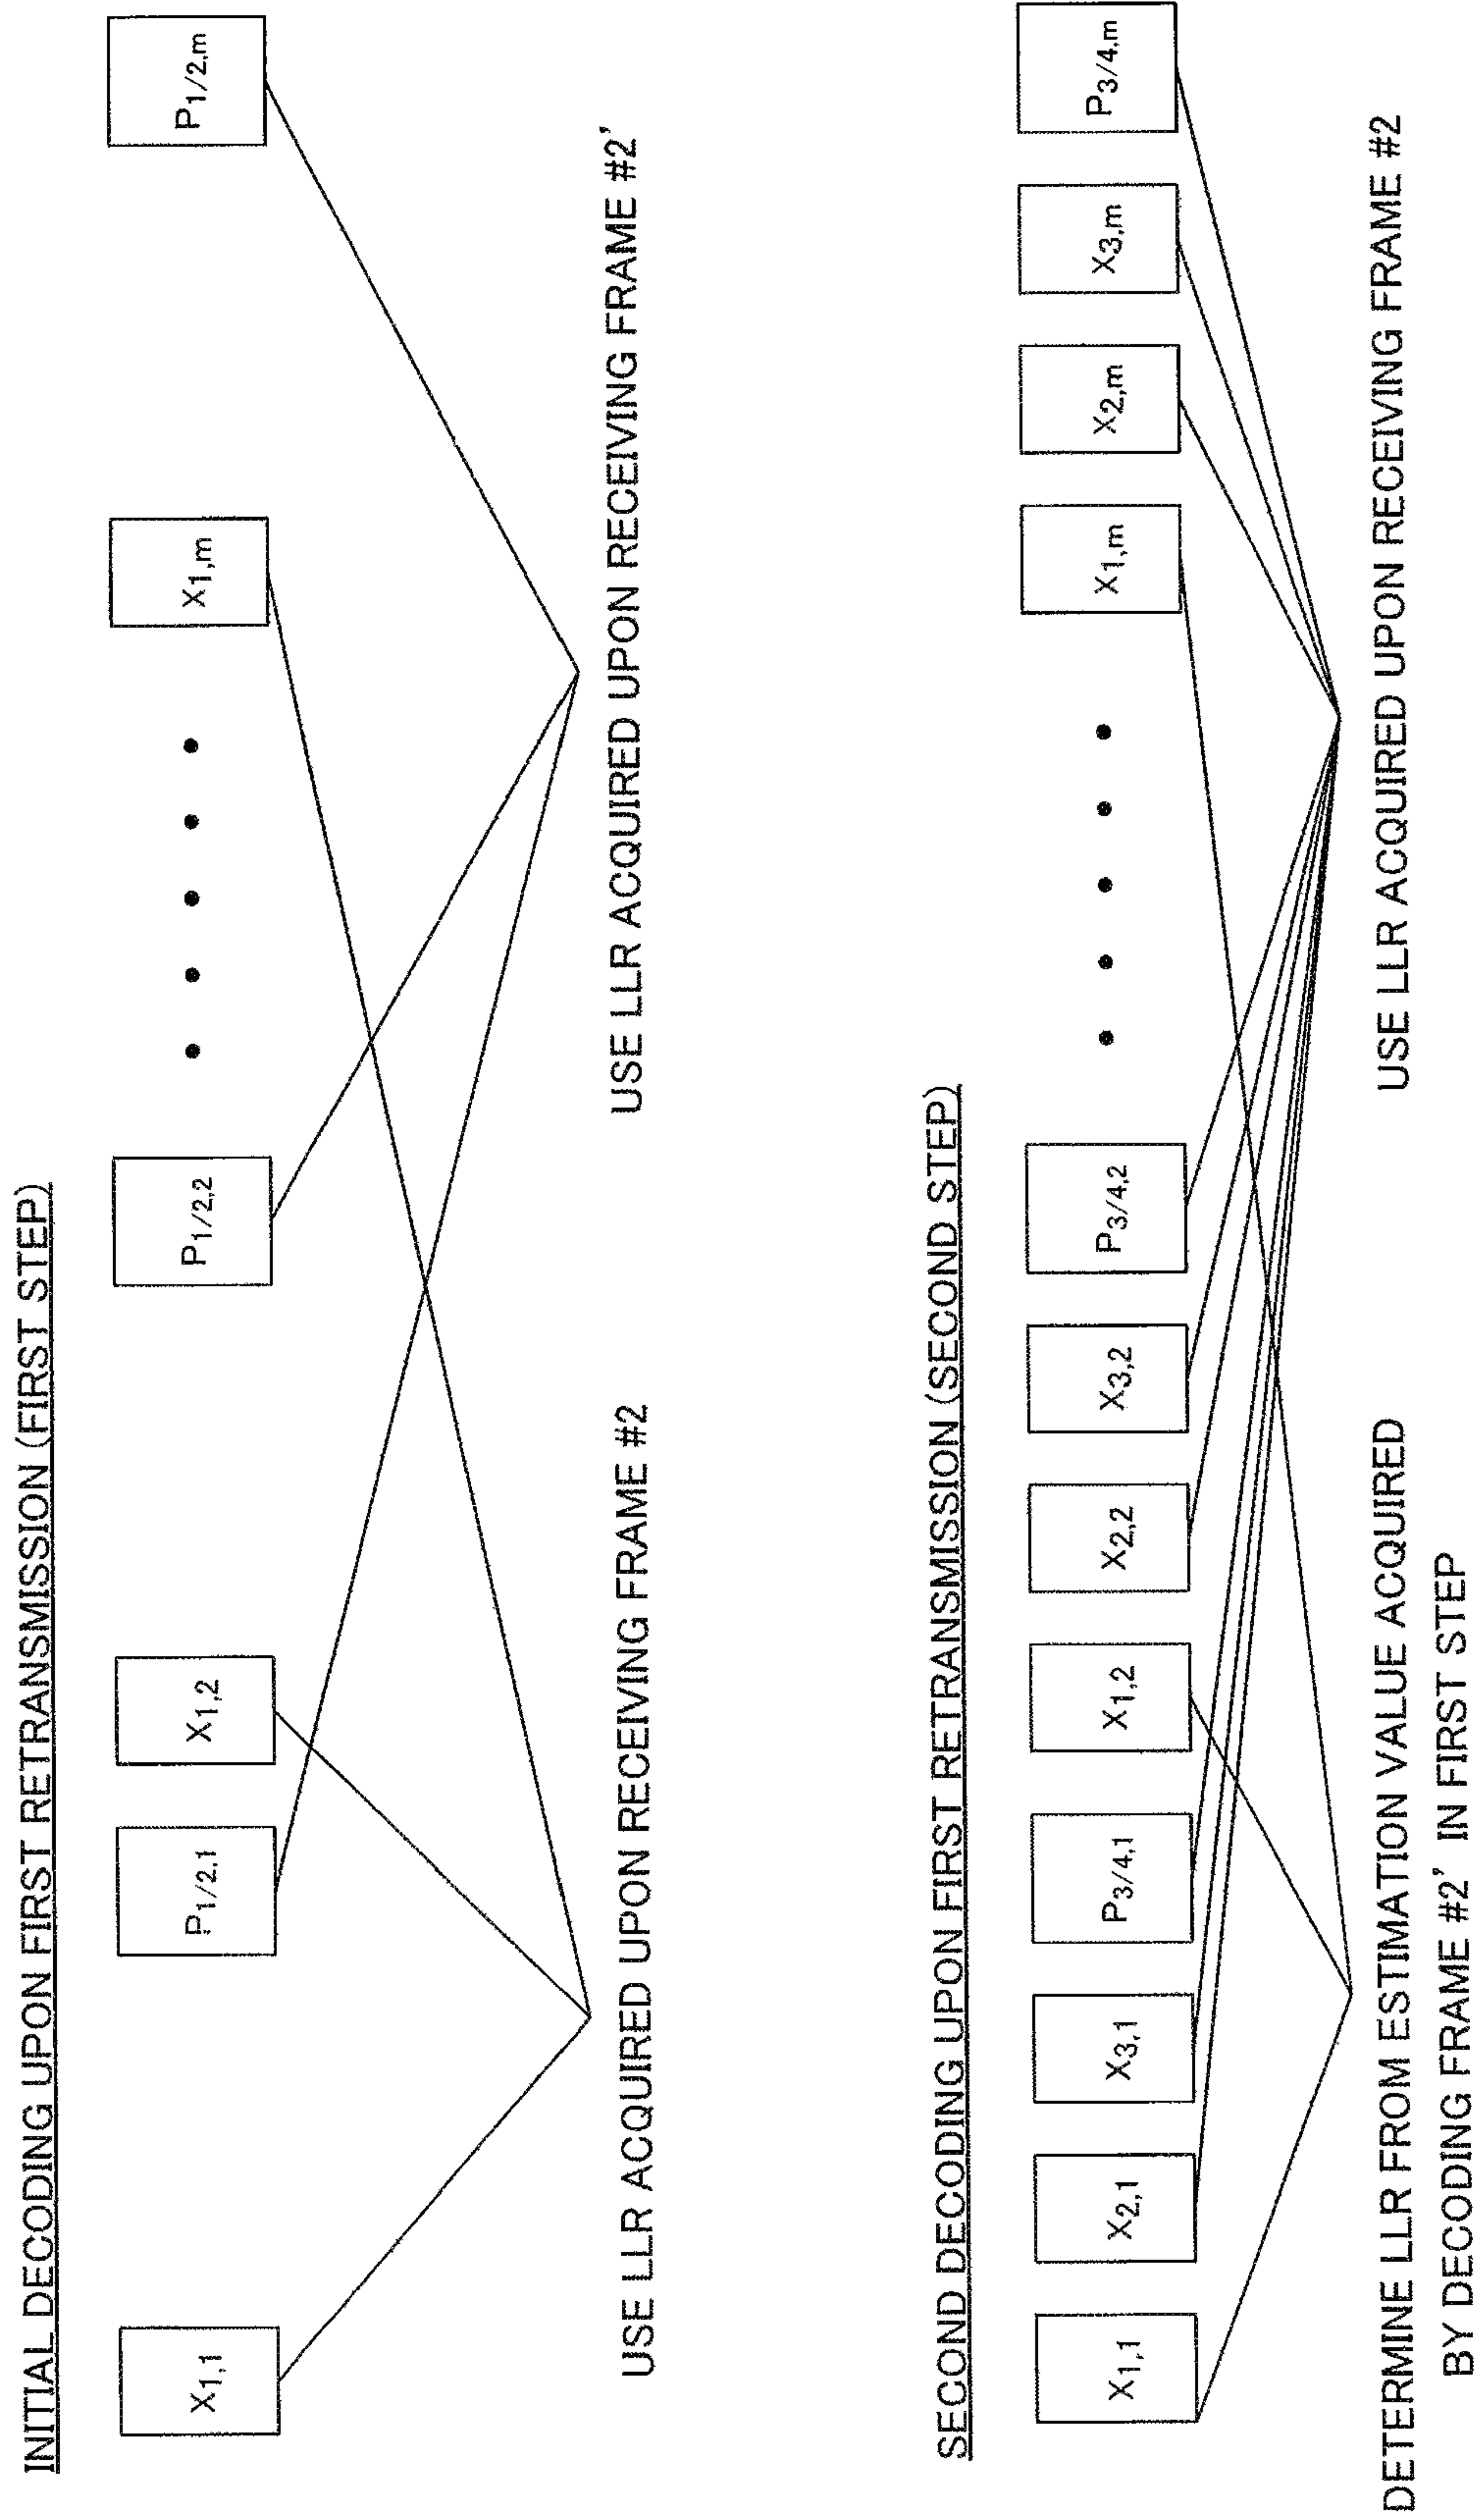 INITIAL DECODING UPON FIRST RETRANSMISSION (FIRST STEP)
X1,1 P1/2,1 X1,2 P1/2,2 • • • • • X1,m P1/2,m
USE LLR ACQUIRED UPON RECEIVING FRAME #2
USE LLR ACQUIRED UPON RECEIVING FRAME #2'
SECOND DECODING UPON FIRST RETRANSMISSION (SECOND STEP)
X1,1 X2,1 X3,1 P3/4,1 X1,2 X2,2 X3,2 P3/4,2 • • • • • X1,m X2,m X3,m P3/4,m
DETERMINE LLR FROM ESTIMATION VALUE ACQUIRED
BY DECODING FRAME #2' IN FIRST STEP
USE LLR ACQUIRED UPON RECEIVING FRAME #2